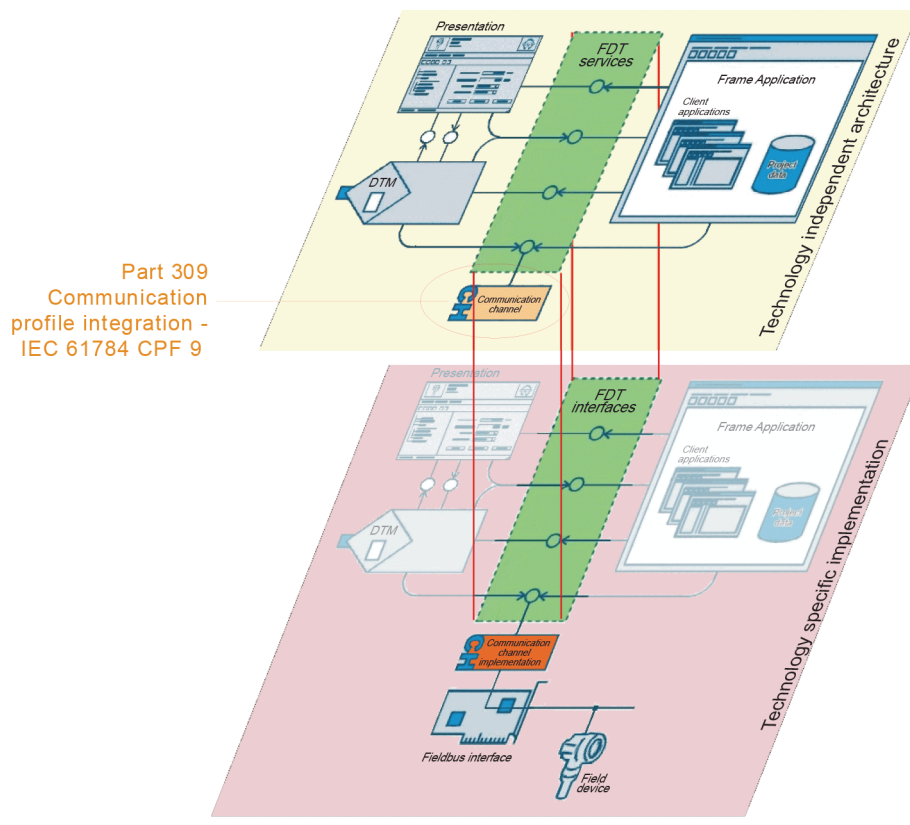 Presentation
FDT
services
Frame Application
Client
applications
Project
data
DTM
Technology independent architecture
Part 309
Communication
profile integration -
IEC 61784 CPF 9
CH
Communication
channel
Presentation
FDT
interfaces
Frame Application
Client
applications
Project
data
DTM
Technology specific implementation
CH
Communication
channel
implementation
Fieldbus interface
Field
device